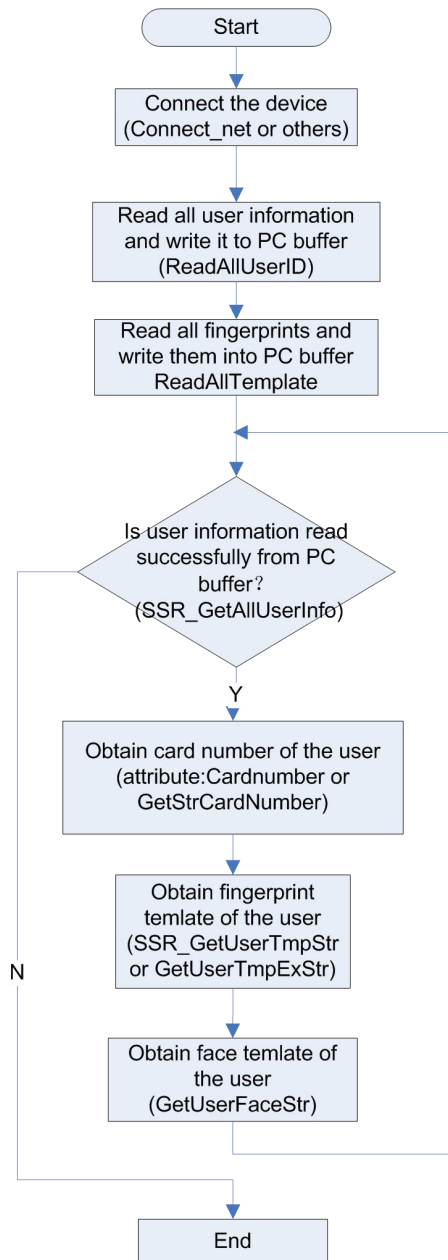 Start
Connect the device
(Connect_net or others)
Read all user information
and write it to PC buffer
(ReadAllUserID)
Read all fingerprints and
write them into PC buffer
ReadAllTemplate
Is user information read
successfully from PC
buffer？
(SSR_GetAllUserInfo)
Y
Obtain card number of the user
(attribute:Cardnumber or
GetStrCardNumber)
Obtain fingerprint
temlate of the user
(SSR_GetUserTmpStr
or GetUserTmpExStr)
N
Obtain face temlate of
the user
(GetUserFaceStr)
End